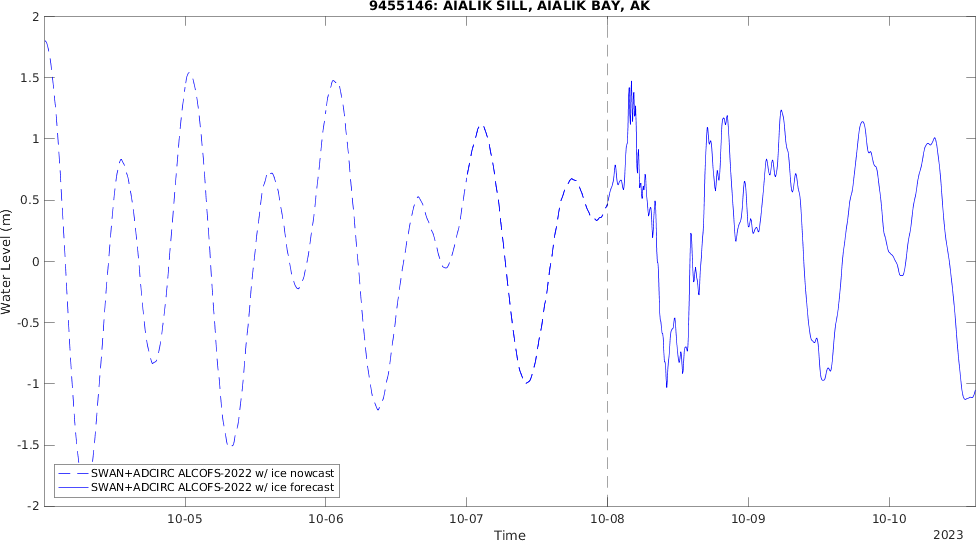 9455146: AIALIK SILL, AIALIK BAY, AK
2
1.5
1
0.5
0
-0.5
-1
-1.5
-2
Water Level (m)
SWAN+ADCIRC ALCOFS-2022 w/ ice nowcast
SWAN+ADCIRC ALCOFS-2022 w/ ice forecast
10-05 10-06 10-07 10-08 10-09 10-10
Time
2023